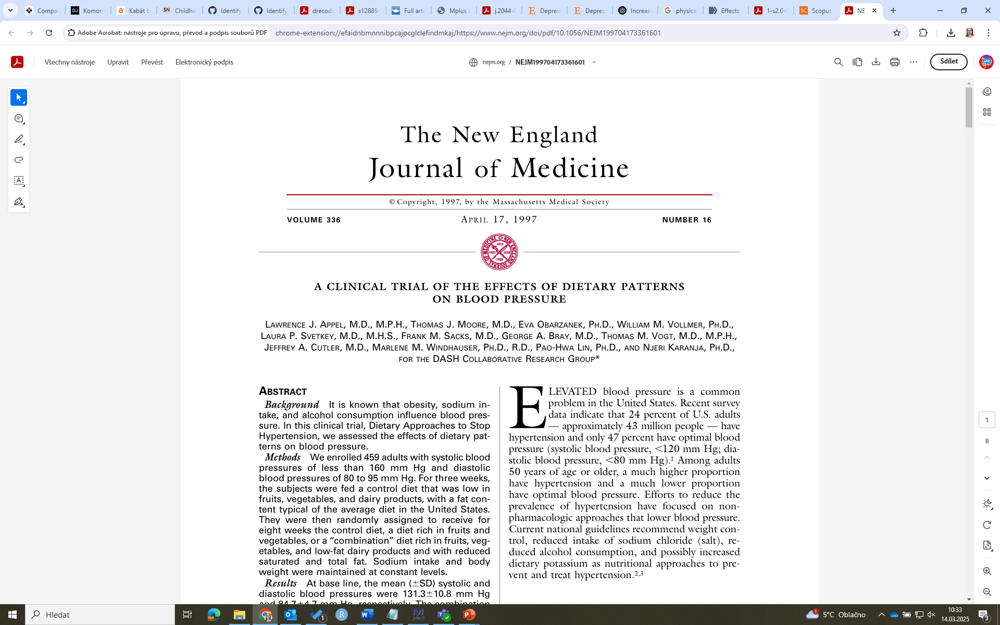 Compar
Komorn
Kabát b
Childho
Identify
Identify
drecode
s12889-
Full arti
Mplus
j.2044-
Depres
Depres
Increas
physica
Effects
1-s2.0-
Scopus
NE
Adobe Acrobat: nástroje pro úpravu, převod a podpis souborů PDF
chrome-extension://efaidnbmnnnibpcajpcglclefindmkaj/https://www.nejm.org/doi/pdf/10.1056/NEJM199704173361601
Všechny nástroje
Upravit
Převést
Elektronický podpis
nejm.org / NEJM199704173361601
Sdílet
The New England
Journal of Medicine
© Copyright, 1997, by the Massachusetts Medical Society
VOLUME 336
APRIL 17, 1997
NUMBER 16
A CLINICAL TRIAL OF THE EFFECTS OF DIETARY PATTERNS
ON BLOOD PRESSURE
LAWRENCE J. APPEL, M.D., M.P.H., THOMAS J. MOORE, M.D., EVA OBARZANEK, PH.D., WILLIAM M. VOLLMER, PH.D.,
LAURA P. SVETKEY, M.D., M.H.S., FRANK M. SACKS, M.D., GEORGE A. BRAY, M.D., THOMAS M. VOGT, M.D., M.P.H.,
JEFFREY A. CUTLER, M.D., MARLENE M. WINDHAUSER, PH.D., R.D., PAO-HWA LIN, PH.D., AND NJERI KARANJA, PH.D.,
FOR THE DASH COLLABORATIVE RESEARCH GROUP*
ABSTRACT
Background It is known that obesity, sodium in-
take, and alcohol consumption influence blood pres-
sure. In this clinical trial, Dietary Approaches to Stop
Hypertension, we assessed the effects of dietary pat-
terns on blood pressure.
Methods We enrolled 459 adults with systolic blood
pressures of less than 160 mm Hg and diastolic
blood pressures of 80 to 95 mm Hg. For three weeks,
the subjects were fed a control diet that was low in
fruits, vegetables, and dairy products, with a fat con-
tent typical of the average diet in the United States.
They were then randomly assigned to receive for
eight weeks the control diet, a diet rich in fruits and
vegetables, or a “combination” diet rich in fruits, veg-
etables, and low-fat dairy products and with reduced
saturated and total fat. Sodium intake and body
weight were maintained at constant levels.
Results At base line, the mean (±SD) systolic and
diastolic blood pressures were 131.3±10.8 mm Hg
and 84.7±4.7 mm Hg, respectively. The combination
ELEVATED blood pressure is a common
problem in the United States. Recent survey
data indicate that 24 percent of U.S. adults
— approximately 43 million people — have
hypertension and only 47 percent have optimal blood
pressure (systolic blood pressure, <120 mm Hg; dia-
stolic blood pressure, <80 mm Hg).1 Among adults
50 years of age or older, a much higher proportion
have hypertension and a much lower proportion
have optimal blood pressure. Efforts to reduce the
prevalence of hypertension have focused on non-
pharmacologic approaches that lower blood pressure.
Current national guidelines recommend weight con-
trol, reduced intake of sodium chloride (salt), re-
duced alcohol consumption, and possibly increased
dietary potassium as nutritional approaches to pre-
vent and treat hypertension.2,3
1
8
Hledat
1
1
5°C Oblačno
10:33
14.03.2025
3